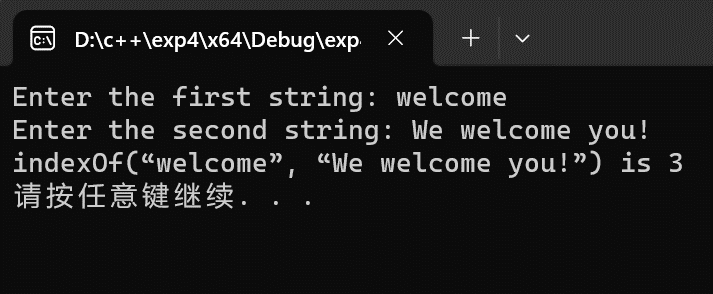 D:\c++\exp4\x64\Debug\exp
Enter the first string: welcome
Enter the second string: We welcome you!
indexOf(“welcome”, “We welcome you!”) is 3
请按任意键继续. . .